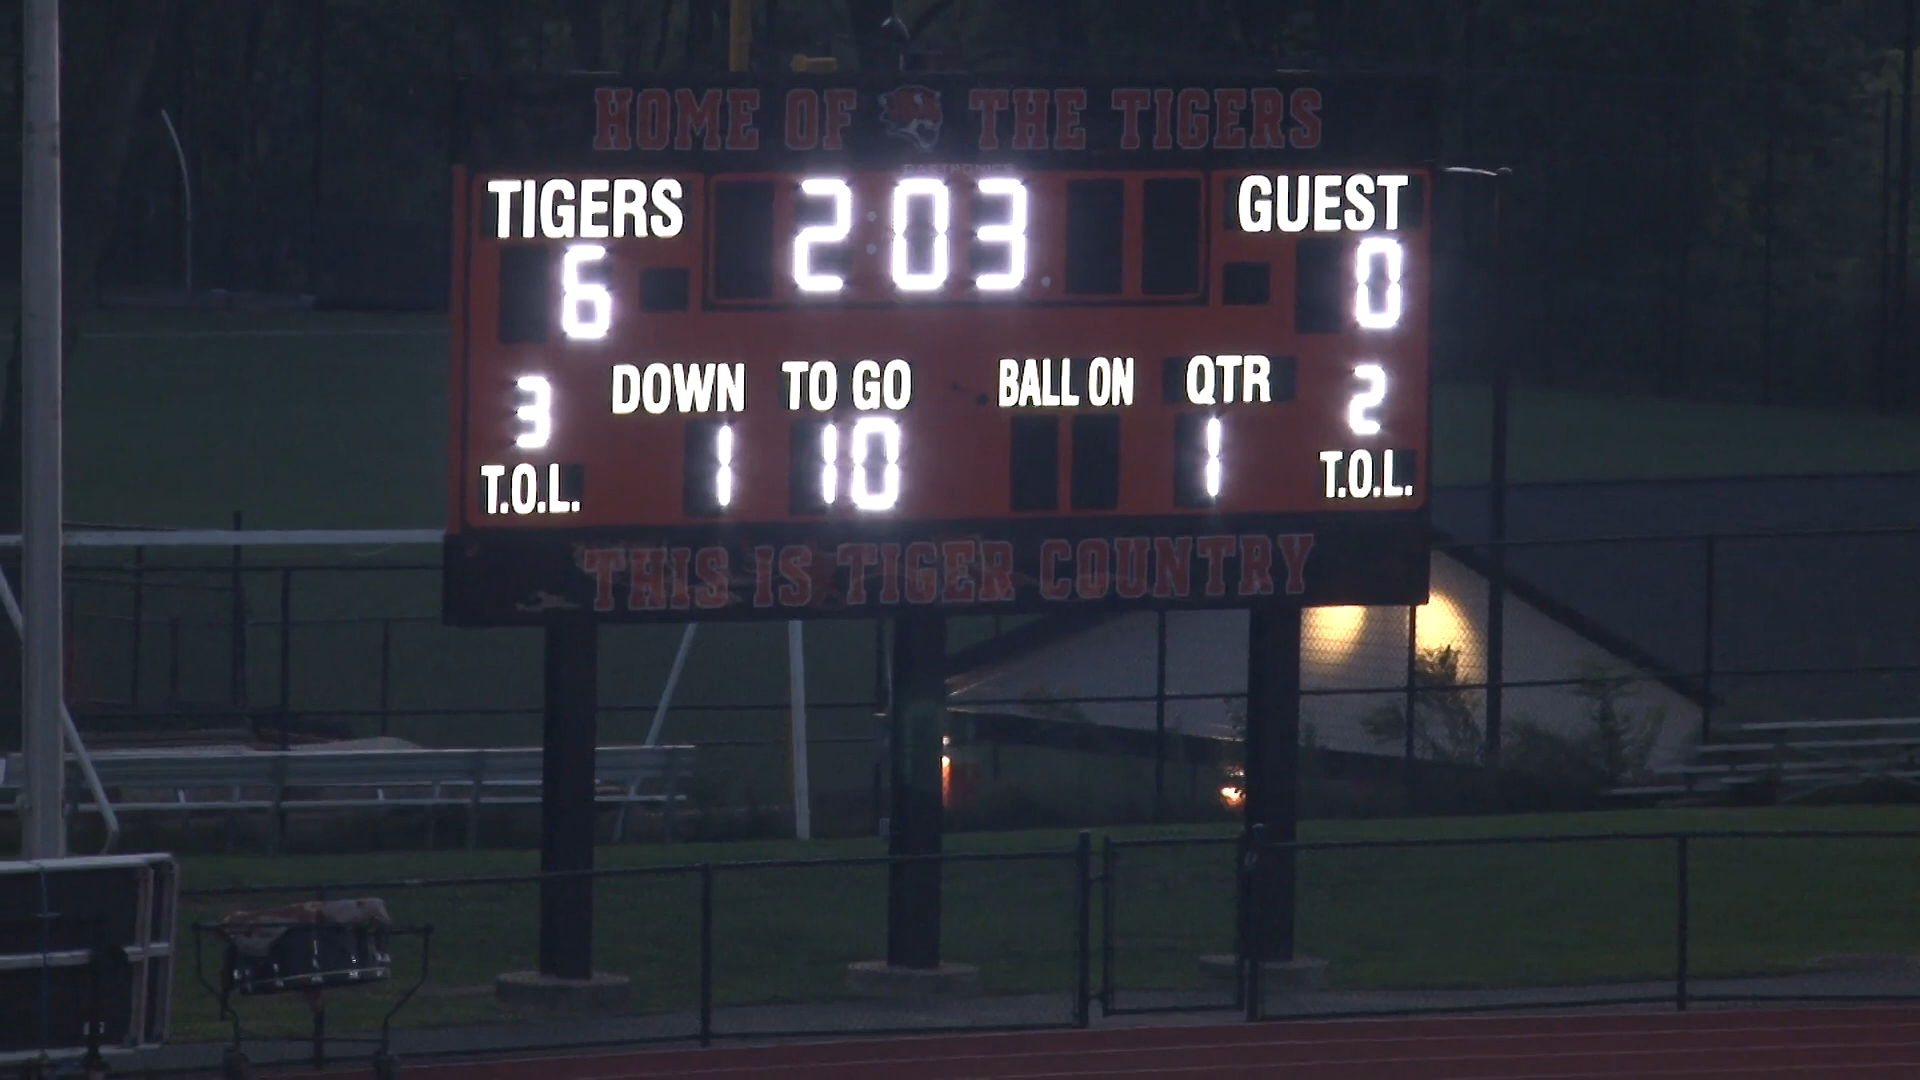 HOME OF THE TIGERS
DAKTRONICS
TIGERS 2:03 GUEST
6 0
DOWN TO GO BALL ON QTR
3 2
1 10 1
T.O.L. T.O.L.
THIS IS TIGER COUNTRY